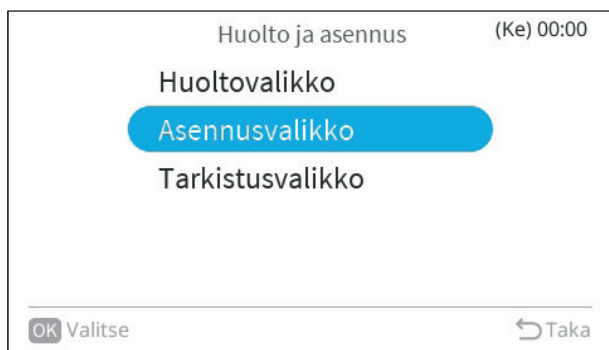 Huolto ja asennus
(Ke) 00:00
Huoltovalikko
Asennusvalikko
Tarkistusvalikko
OK Valitse
Taka